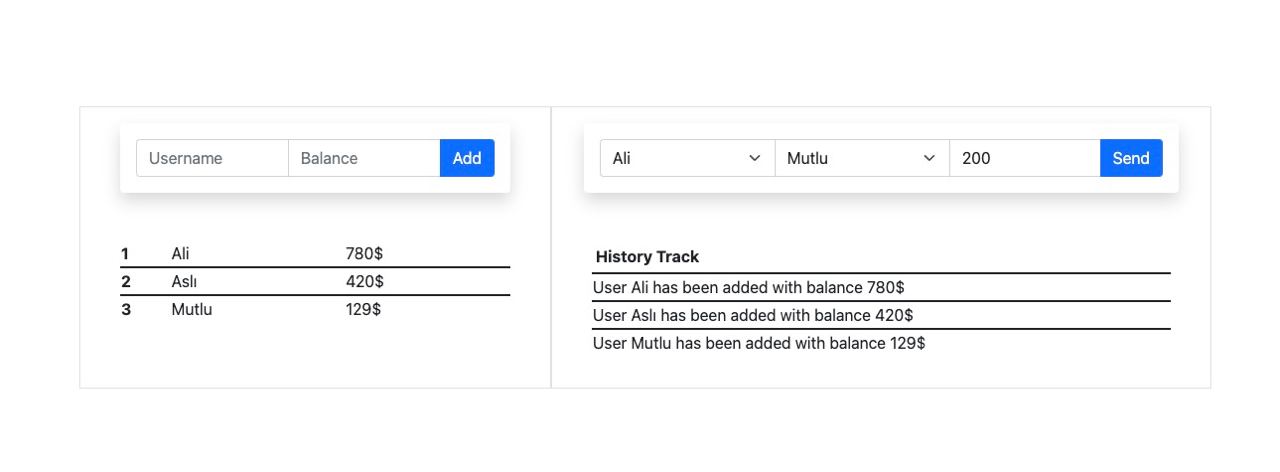 Username Balance Add
1 Ali 780$
2 Aslı 420$
3 Mutlu 129$
Ali Mutlu 200 Send
History Track
User Ali has been added with balance 780$
User Aslı has been added with balance 420$
User Mutlu has been added with balance 129$